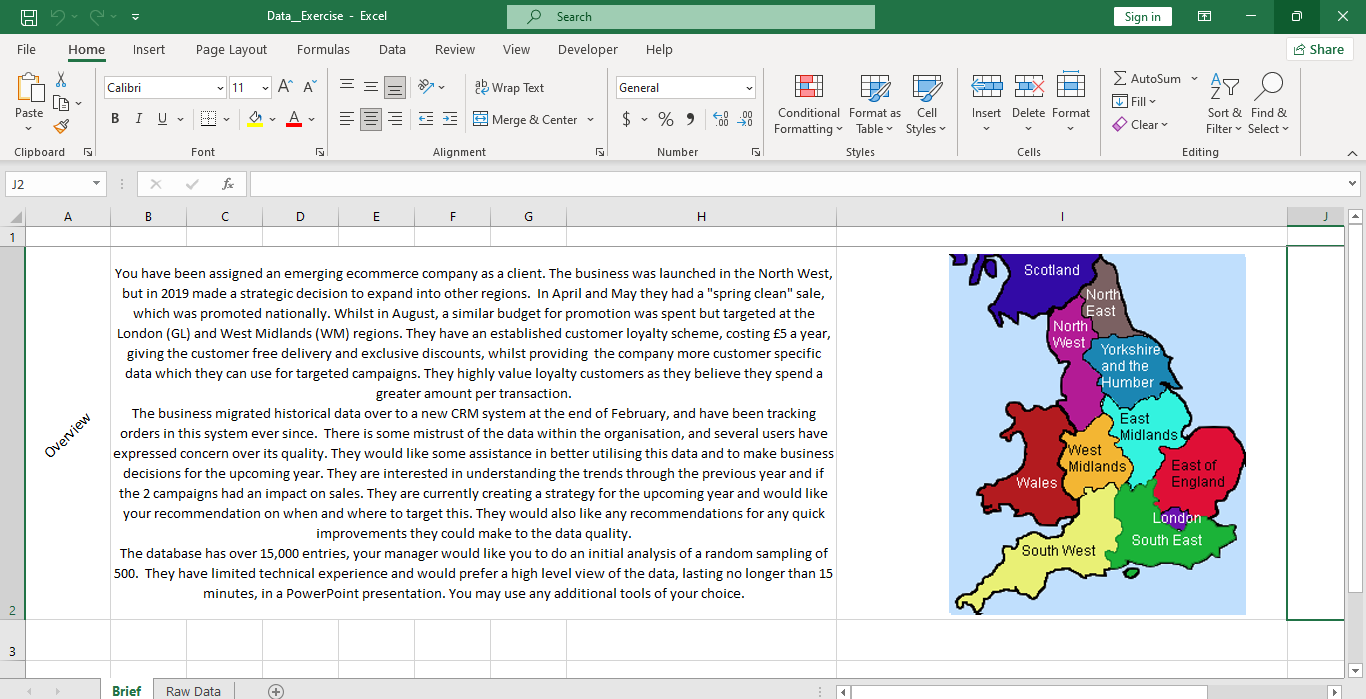 Data__Exercise - Excel
Search
Sign in
File Home Insert Page Layout Formulas Data Review View Developer Help
Share
Paste
Clipboard
Calibri 11
B I U
Font
Wrap Text
Merge & Center
Alignment
General
Number
Conditional Formatting
Format as Table
Cell Styles
Styles
Insert Delete Format
Cells
AutoSum
Fill
Clear
Sort & Filter
Find & Select
Editing
J2
fx
A B C D E F G H I J
1
2
3
Overview
You have been assigned an emerging ecommerce company as a client. The business was launched in the North West,
but in 2019 made a strategic decision to expand into other regions.  In April and May they had a "spring clean" sale,
which was promoted nationally. Whilst in August, a similar budget for promotion was spent but targeted at the
London (GL) and West Midlands (WM) regions. They have an established customer loyalty scheme, costing £5 a year,
giving the customer free delivery and exclusive discounts, whilst providing  the company more customer specific
data which they can use for targeted campaigns. They highly value loyalty customers as they believe they spend a
greater amount per transaction.
The business migrated historical data over to a new CRM system at the end of February, and have been tracking
orders in this system ever since.  There is some mistrust of the data within the organisation, and several users have
expressed concern over its quality. They would like some assistance in better utilising this data and to make business
decisions for the upcoming year. They are interested in understanding the trends through the previous year and if
the 2 campaigns had an impact on sales. They are currently creating a strategy for the upcoming year and would like
your recommendation on when and where to target this. They would also like any recommendations for any quick
improvements they could make to the data quality.
The database has over 15,000 entries, your manager would like you to do an initial analysis of a random sampling of
500.  They have limited technical experience and would prefer a high level view of the data, lasting no longer than 15
minutes, in a PowerPoint presentation. You may use any additional tools of your choice.
Scotland
North
East
North
West
Yorkshire
and the
Humber
East
Midlands
West
Midlands
East of
England
Wales
London
South East
South West
Brief Raw Data